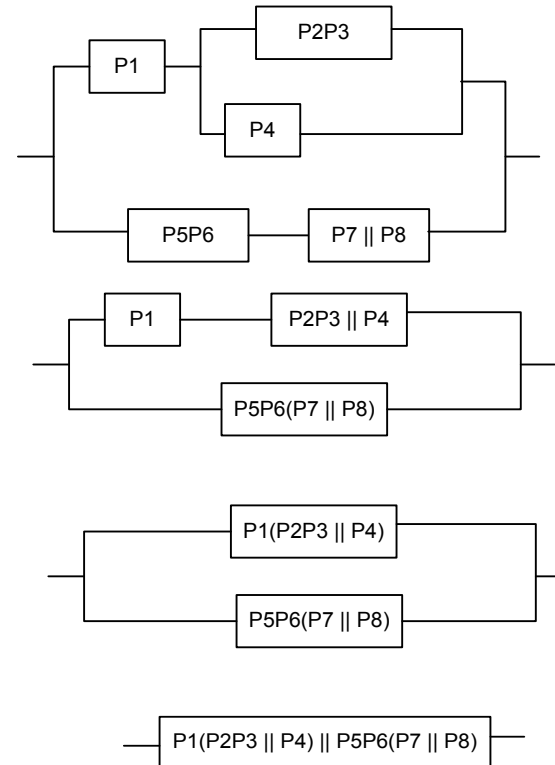 P2P3
P1
P4
P5P6
P7 || P8
P1
P2P3 || P4
P5P6(P7 || P8)
P1(P2P3 || P4)
P5P6(P7 || P8)
P1(P2P3 || P4) || P5P6(P7 || P8)